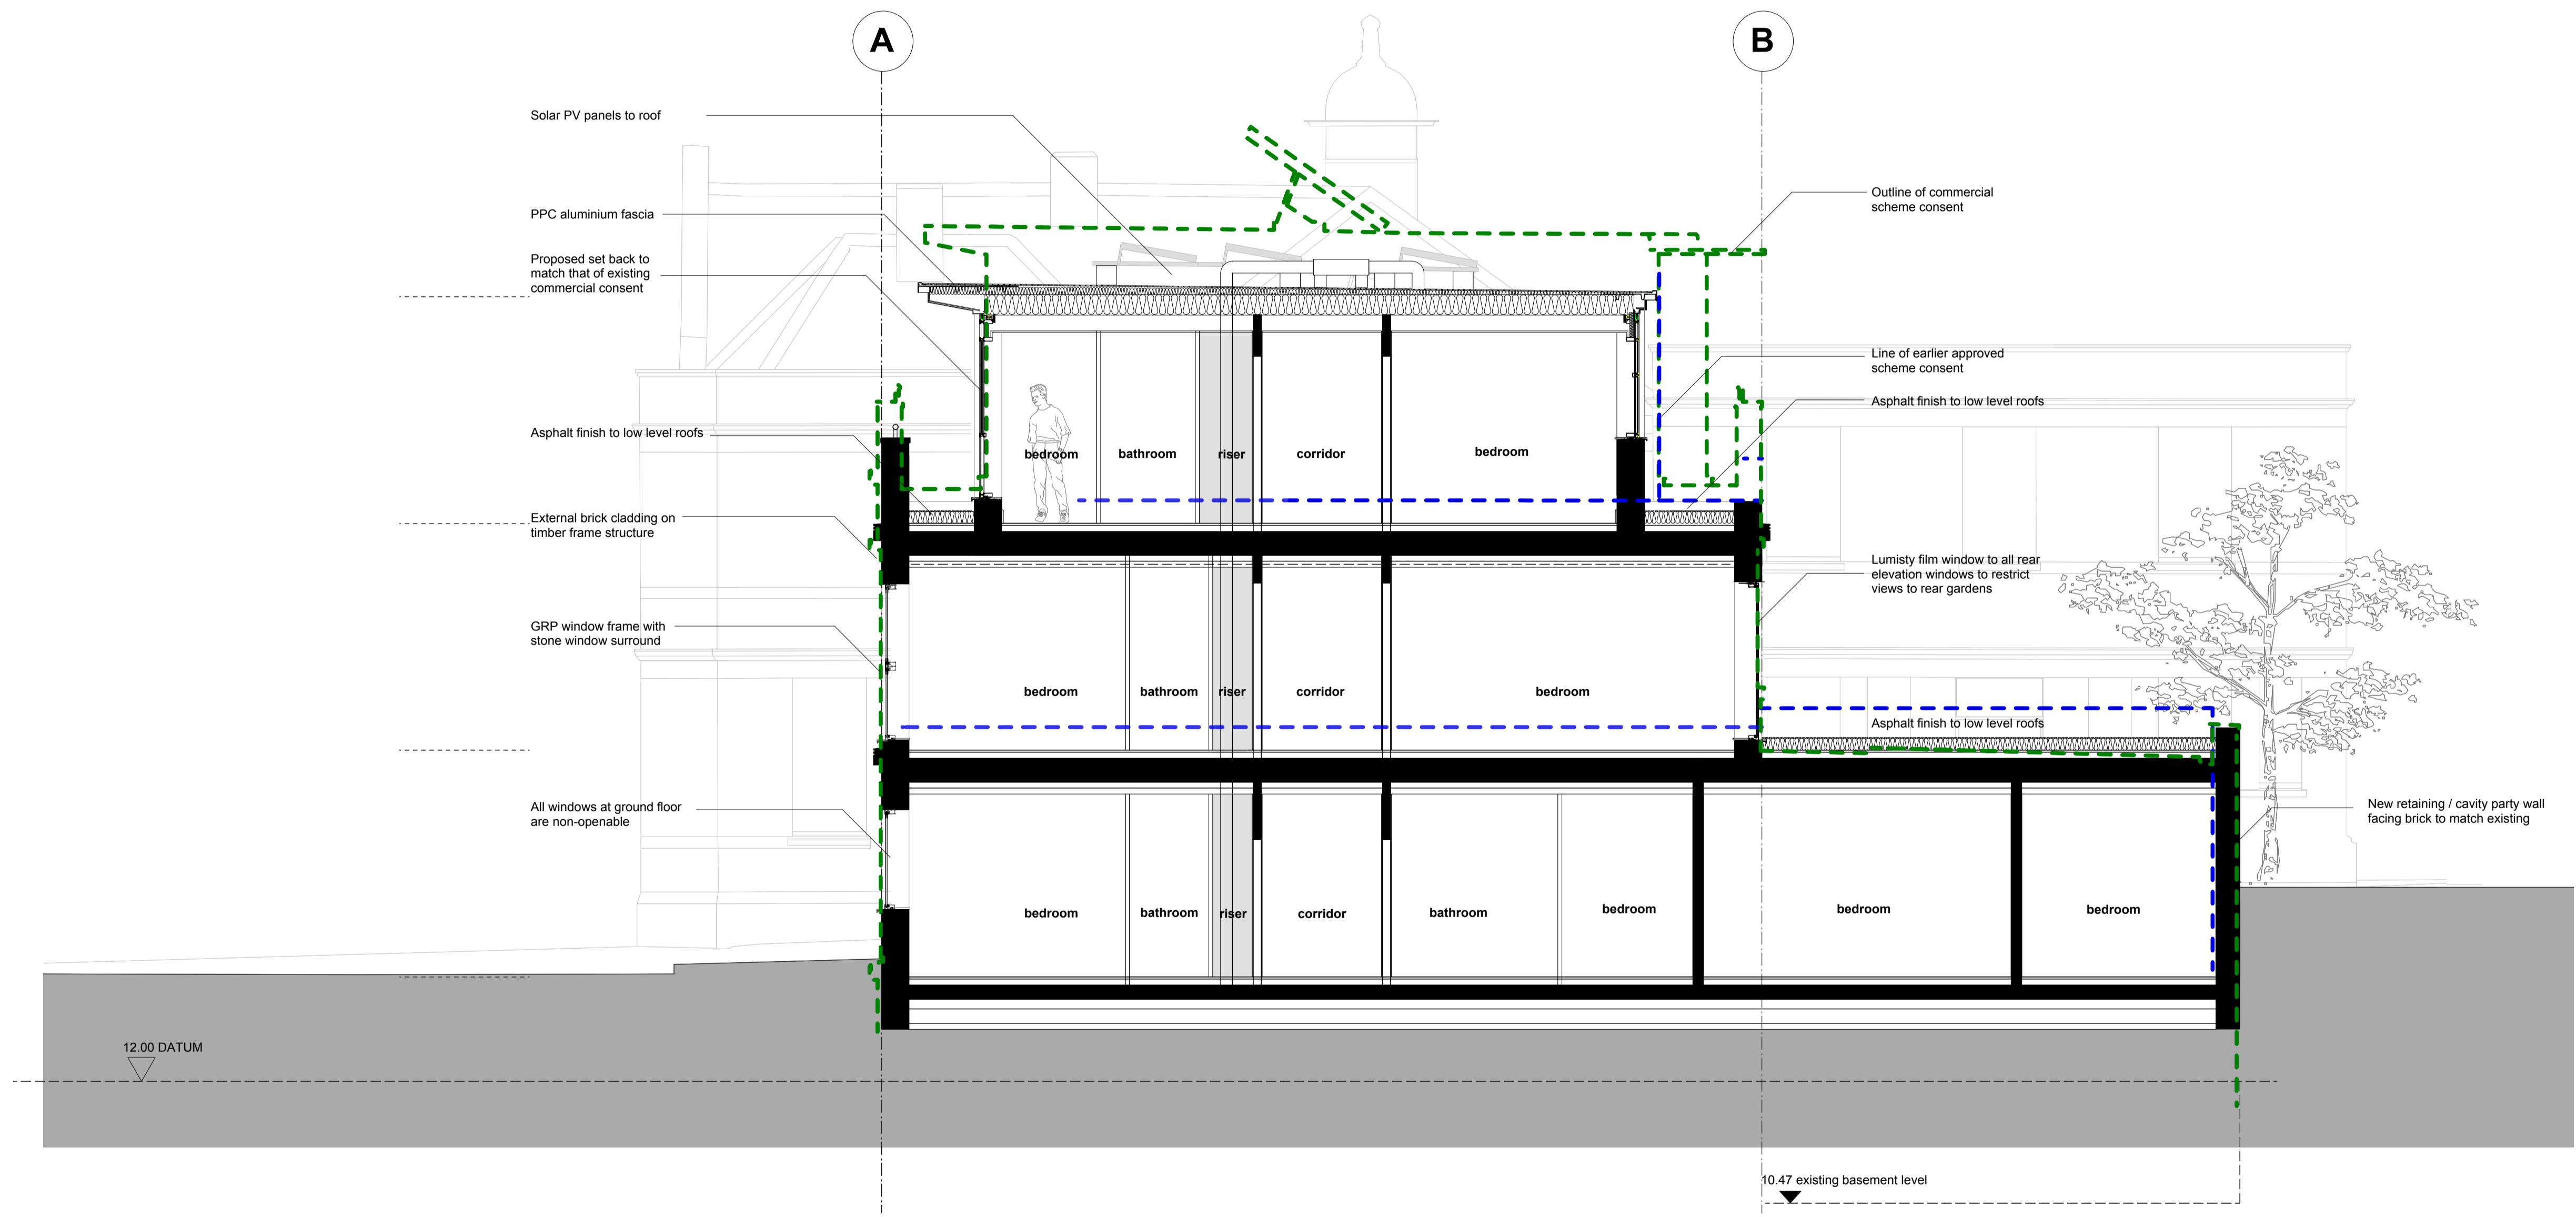 A
B
Solar PV panels to roof
Outline of commercial
scheme consent
PPC aluminium fascia
Proposed set back to
match that of existing
commercial consent
Line of earlier approved
scheme consent
Asphalt finish to low level roofs
Asphalt finish to low level roofs
bedroom
bathroom
riser
corridor
bedroom
External brick cladding on
timber frame structure
Lumisty film window to all rear
elevation windows to restrict
views to rear gardens
GRP window frame with
stone window surround
bedroom
bathroom
riser
corridor
bedroom
Asphalt finish to low level roofs
All windows at ground floor
are non-openable
New retaining / cavity party wall
facing brick to match existing
bedroom
bathroom
riser
corridor
bathroom
bedroom
bedroom
bedroom
12.00 DATUM
10.47 existing basement level